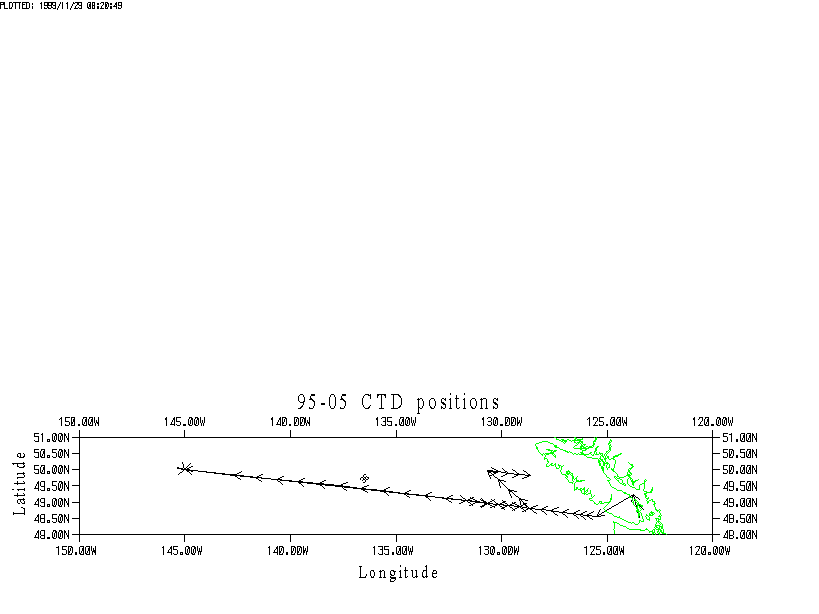 PLOTTED: 1999/11/23 08:20:49
95-05 CTD positions
150.00W 145.00W 140.00W 135.00W 130.00W 125.00W 120.00W
51.00N 51.00N
50.50N 50.50N
50.00N 50.00N
49.50N 49.50N
49.00N 49.00N
48.50N 48.50N
48.00N 48.00N
Latitude
150.00W 145.00W 140.00W 135.00W 130.00W 125.00W 120.00W
Longitude